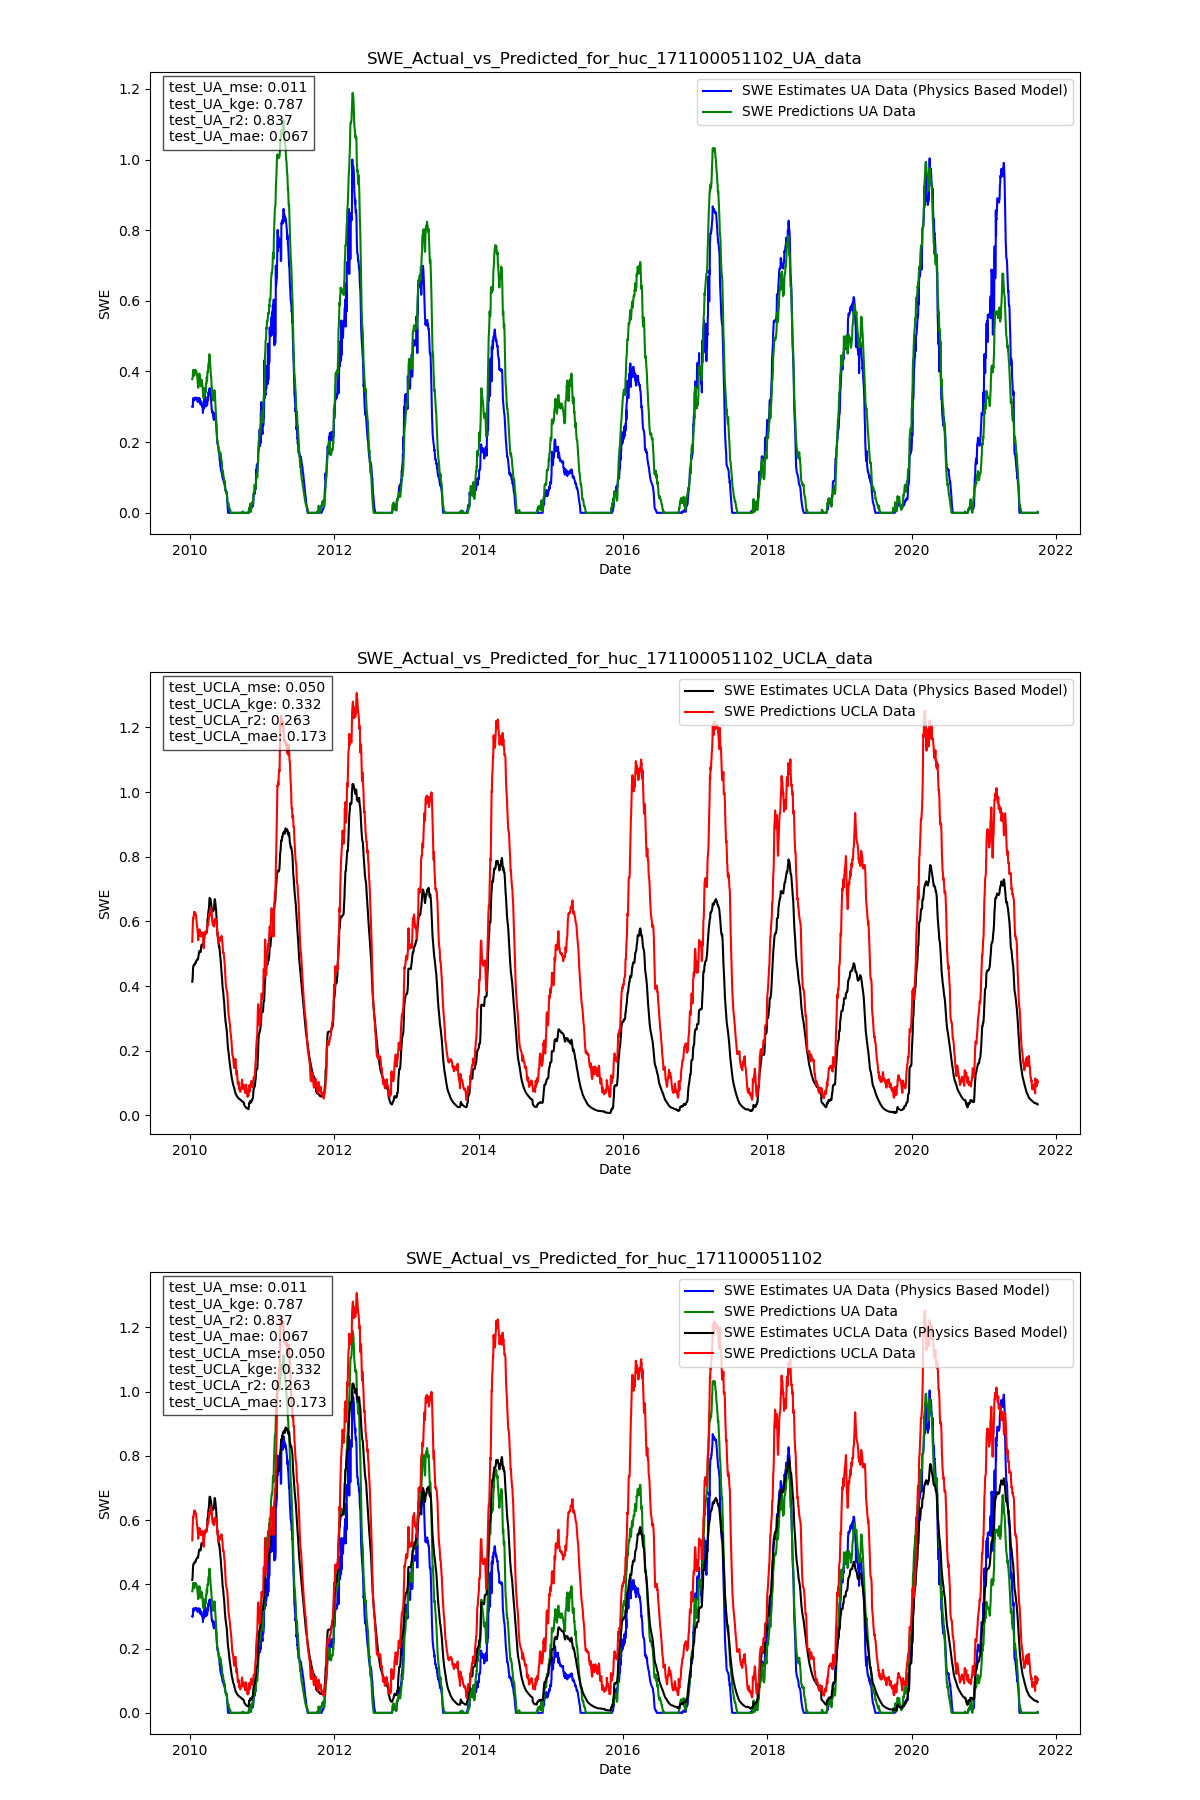 SWE_Actual_vs_Predicted_for_huc_171100051102_UA_data
test_UA_mse: 0.011
test_UA_kge: 0.787
test_UA_r2: 0.837
test_UA_mae: 0.067
SWE Estimates UA Data (Physics Based Model)
SWE Predictions UA Data
1.2
1.0
0.8
0.6
0.4
0.2
0.0
SWE
2010 2012 2014 2016 2018 2020 2022
Date
SWE_Actual_vs_Predicted_for_huc_171100051102_UCLA_data
test_UCLA_mse: 0.050
test_UCLA_kge: 0.332
test_UCLA_r2: 0.263
test_UCLA_mae: 0.173
SWE Estimates UCLA Data (Physics Based Model)
SWE Predictions UCLA Data
1.2
1.0
0.8
0.6
0.4
0.2
0.0
SWE
2010 2012 2014 2016 2018 2020 2022
Date
SWE_Actual_vs_Predicted_for_huc_171100051102
test_UA_mse: 0.011
test_UA_kge: 0.787
test_UA_r2: 0.837
test_UA_mae: 0.067
test_UCLA_mse: 0.050
test_UCLA_kge: 0.332
test_UCLA_r2: 0.263
test_UCLA_mae: 0.173
SWE Estimates UA Data (Physics Based Model)
SWE Predictions UA Data
SWE Estimates UCLA Data (Physics Based Model)
SWE Predictions UCLA Data
1.2
1.0
0.8
0.6
0.4
0.2
0.0
SWE
2010 2012 2014 2016 2018 2020 2022
Date